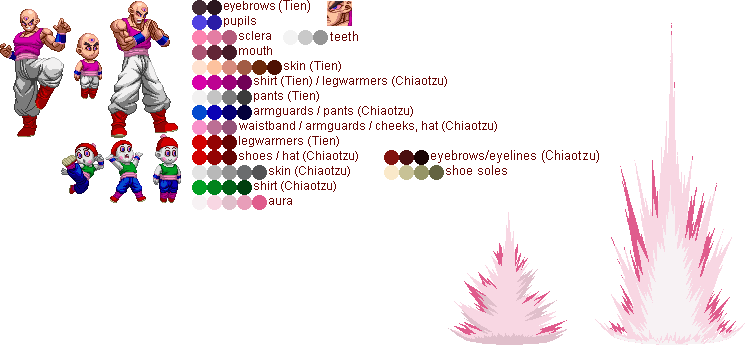 eyebrows (Tien)
pupils
sclera
teeth
mouth
skin (Tien)
shirt (Tien) / legwarmers (Chiaotzu)
pants (Tien)
armguards / pants (Chiaotzu)
waistband / armguards / cheeks, hat (Chiaotzu)
legwarmers (Tien)
shoes / hat (Chiaotzu)
eyebrows/eyelines (Chiaotzu)
skin (Chiaotzu)
shoe soles
shirt (Chiaotzu)
aura